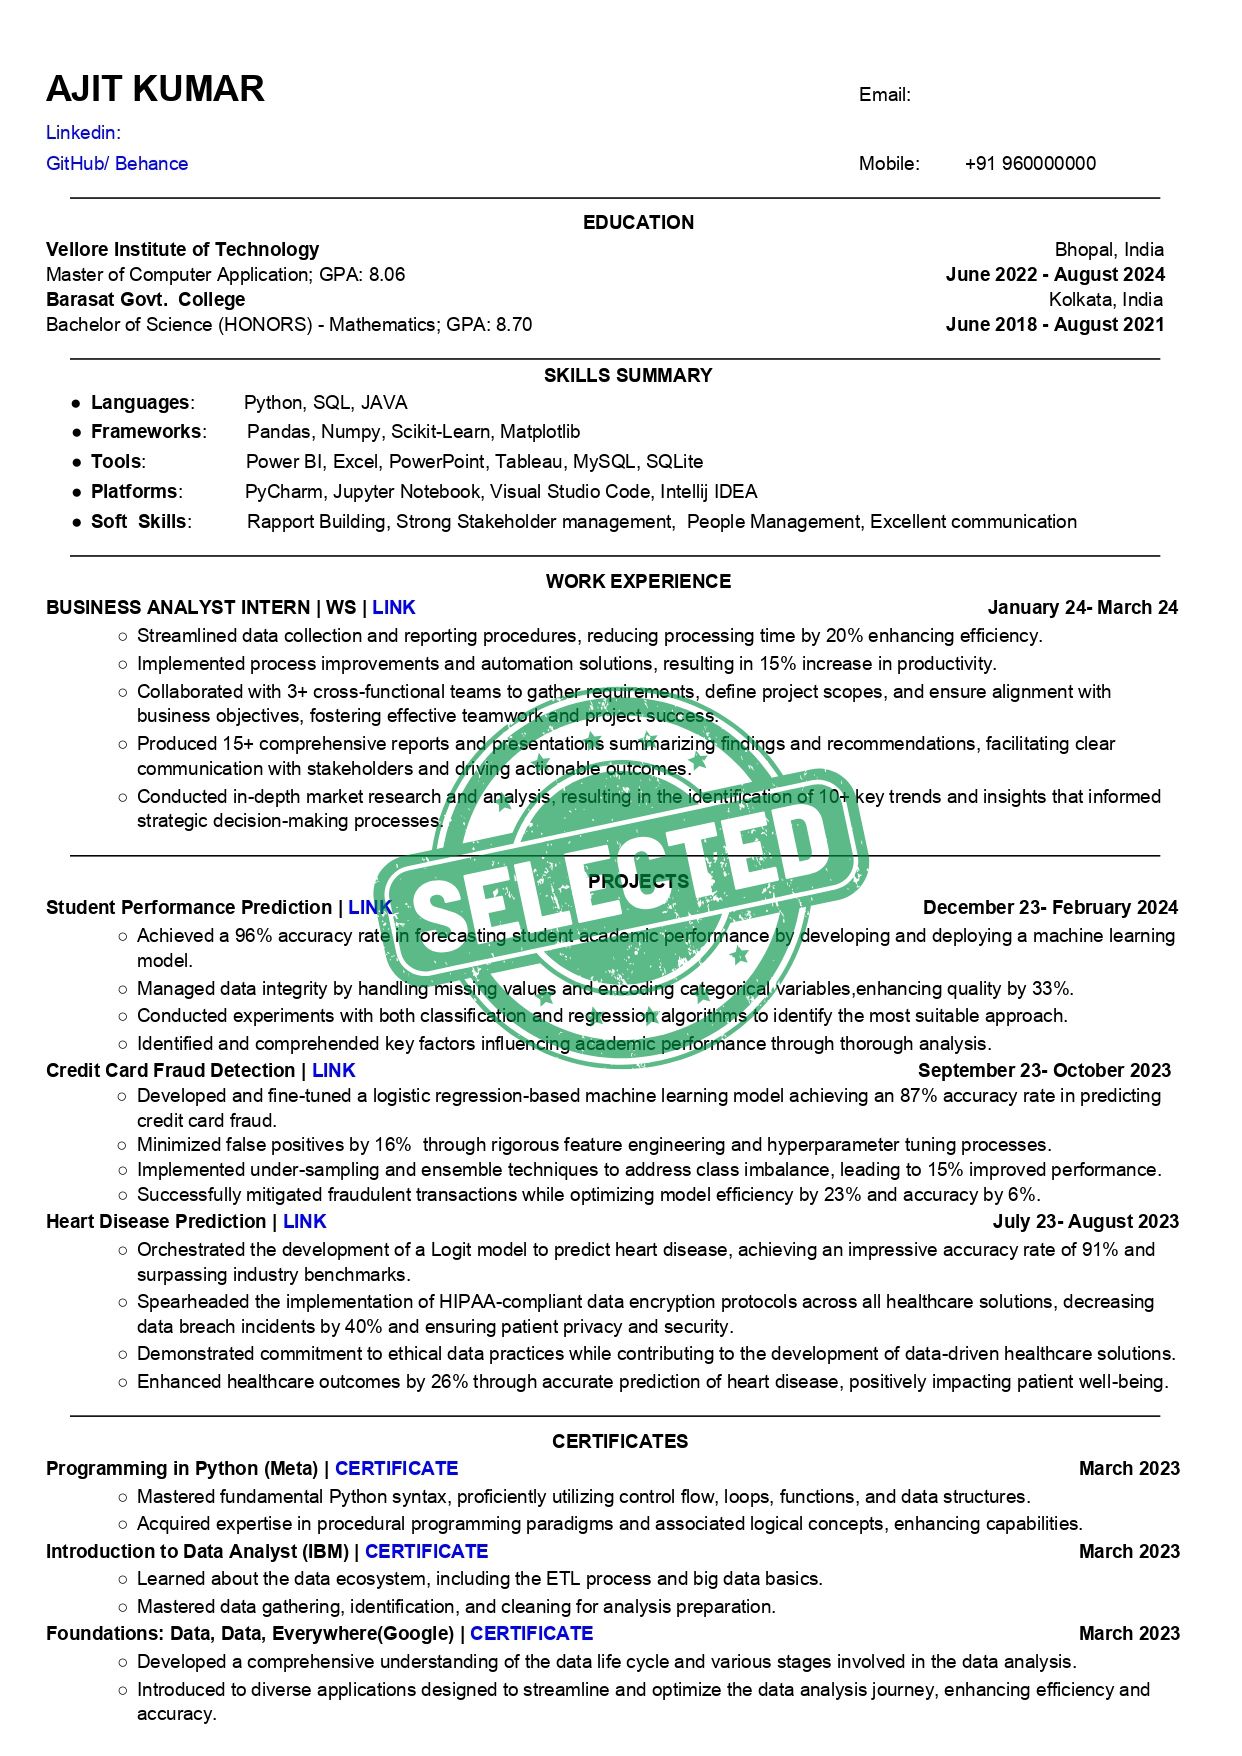 AJIT KUMAR
Email:
Linkedin:
GitHub/ Behance
Mobile: +91 960000000
EDUCATION
Vellore Institute of Technology Bhopal, India
Master of Computer Application; GPA: 8.06 June 2022 - August 2024
Barasat Govt. College Kolkata, India
Bachelor of Science (HONORS) - Mathematics; GPA: 8.70 June 2018 - August 2021
SKILLS SUMMARY
● Languages: Python, SQL, JAVA
● Frameworks: Pandas, Numpy, Scikit-Learn, Matplotlib
● Tools: Power BI, Excel, PowerPoint, Tableau, MySQL, SQLite
● Platforms: PyCharm, Jupyter Notebook, Visual Studio Code, Intellij IDEA
● Soft Skills: Rapport Building, Strong Stakeholder management, People Management, Excellent communication
WORK EXPERIENCE
BUSINESS ANALYST INTERN | WS | LINK January 24- March 24
○ Streamlined data collection and reporting procedures, reducing processing time by 20% enhancing efficiency.
○ Implemented process improvements and automation solutions, resulting in 15% increase in productivity.
○ Collaborated with 3+ cross-functional teams to gather requirements, define project scopes, and ensure alignment with
business objectives, fostering effective teamwork and project success.
○ Produced 15+ comprehensive reports and presentations summarizing findings and recommendations, facilitating clear
communication with stakeholders and driving actionable outcomes.
○ Conducted in-depth market research and analysis, resulting in the identification of 10+ key trends and insights that informed
strategic decision-making processes.
SELECTED
PROJECTS
Student Performance Prediction | LINK December 23- February 2024
○ Achieved a 96% accuracy rate in forecasting student academic performance by developing and deploying a machine learning
model.
○ Managed data integrity by handling missing values and encoding categorical variables,enhancing quality by 33%.
○ Conducted experiments with both classification and regression algorithms to identify the most suitable approach.
○ Identified and comprehended key factors influencing academic performance through thorough analysis.
Credit Card Fraud Detection | LINK September 23- October 2023
○ Developed and fine-tuned a logistic regression-based machine learning model achieving an 87% accuracy rate in predicting
credit card fraud.
○ Minimized false positives by 16% through rigorous feature engineering and hyperparameter tuning processes.
○ Implemented under-sampling and ensemble techniques to address class imbalance, leading to 15% improved performance.
○ Successfully mitigated fraudulent transactions while optimizing model efficiency by 23% and accuracy by 6%.
Heart Disease Prediction | LINK July 23- August 2023
○ Orchestrated the development of a Logit model to predict heart disease, achieving an impressive accuracy rate of 91% and
surpassing industry benchmarks.
○ Spearheaded the implementation of HIPAA-compliant data encryption protocols across all healthcare solutions, decreasing
data breach incidents by 40% and ensuring patient privacy and security.
○ Demonstrated commitment to ethical data practices while contributing to the development of data-driven healthcare solutions.
○ Enhanced healthcare outcomes by 26% through accurate prediction of heart disease, positively impacting patient well-being.
CERTIFICATES
Programming in Python (Meta) | CERTIFICATE March 2023
○ Mastered fundamental Python syntax, proficiently utilizing control flow, loops, functions, and data structures.
○ Acquired expertise in procedural programming paradigms and associated logical concepts, enhancing capabilities.
Introduction to Data Analyst (IBM) | CERTIFICATE March 2023
○ Learned about the data ecosystem, including the ETL process and big data basics.
○ Mastered data gathering, identification, and cleaning for analysis preparation.
Foundations: Data, Data, Everywhere(Google) | CERTIFICATE March 2023
○ Developed a comprehensive understanding of the data life cycle and various stages involved in the data analysis.
○ Introduced to diverse applications designed to streamline and optimize the data analysis journey, enhancing efficiency and
accuracy.